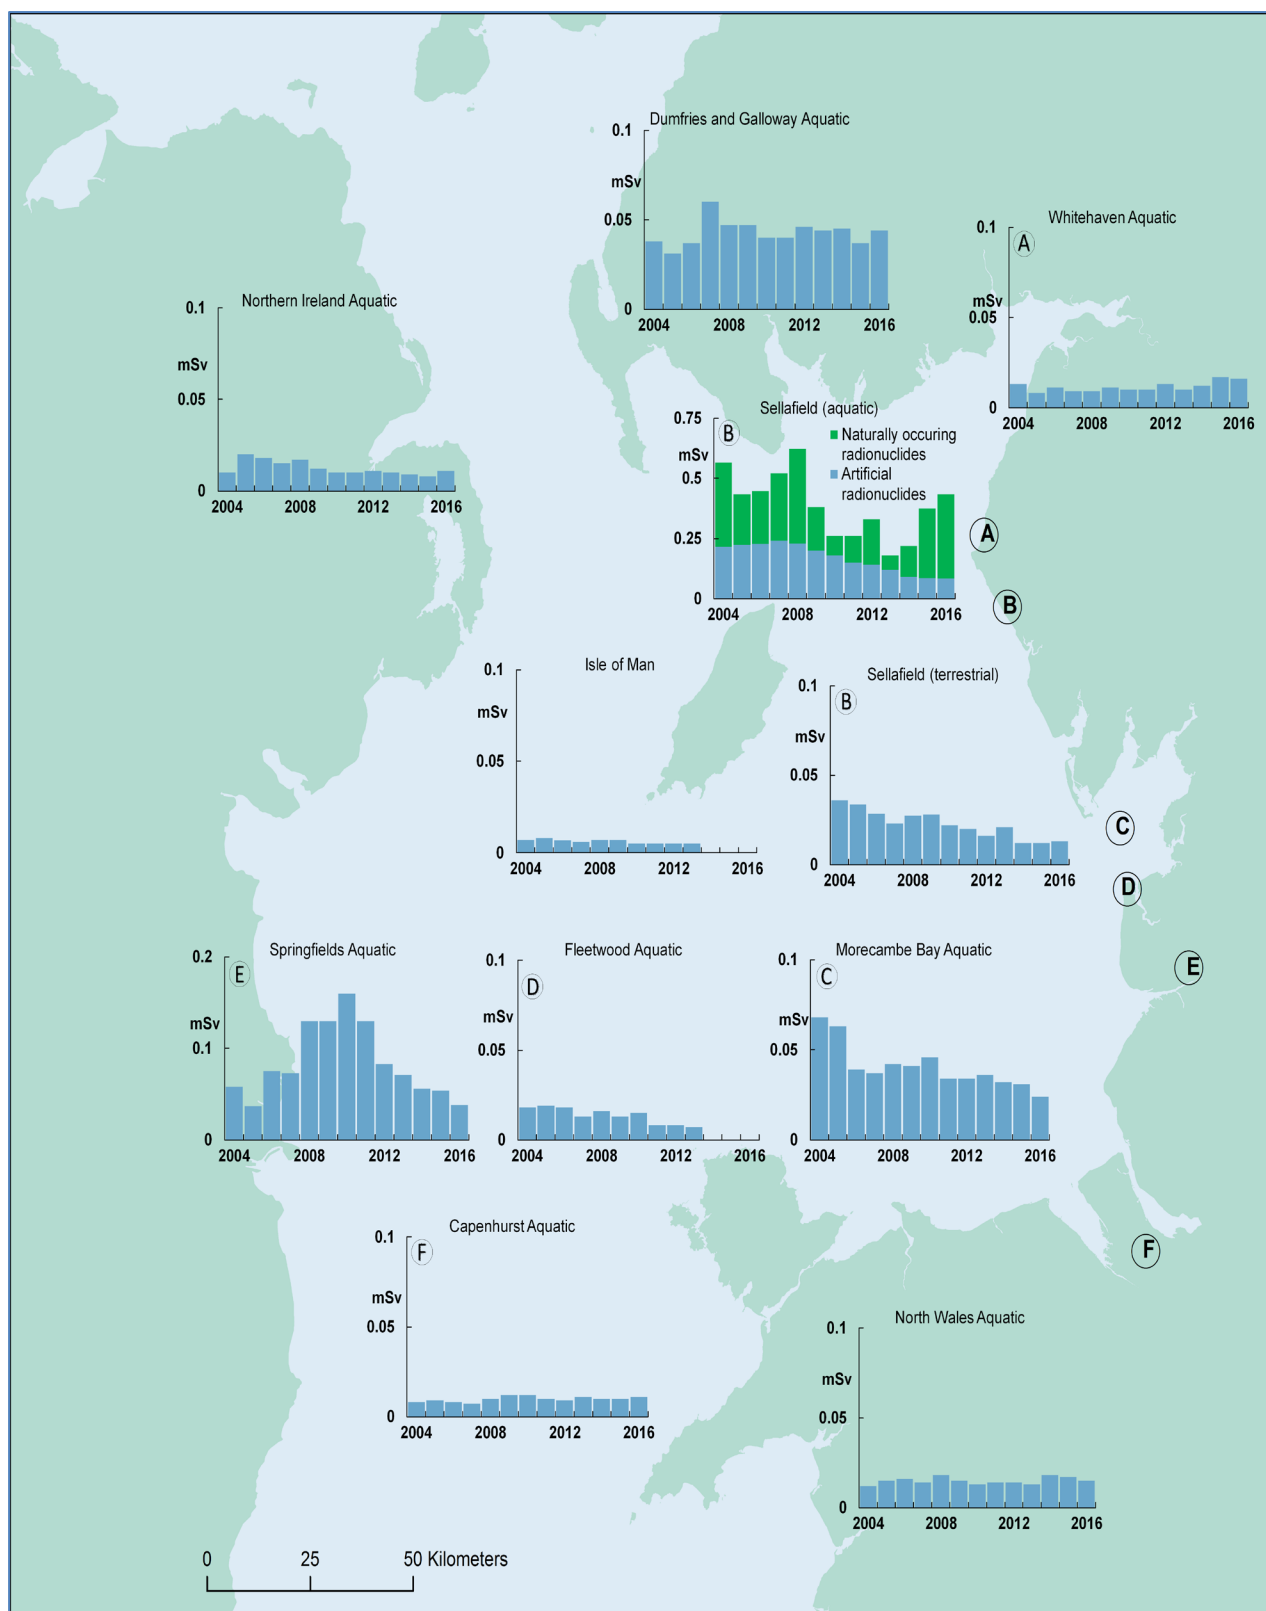 Dumfries and Galloway Aquatic
0.1
mSv
0.05
0
2004 2008 2012 2016
Whitehaven Aquatic
0.1
A
mSv
0.05
0
2004 2008 2012 2016
Northern Ireland Aquatic
0.1
mSv
0.05
0
2004 2008 2012 2016
Sellafield (aquatic)
0.75
B
mSv
0.5
0.25
0
Naturally occuring
radionuclides
Artificial
radionuclides
2004 2008 2012 2016
A
B
Isle of Man
0.1
mSv
0.05
0
2004 2008 2012 2016
Sellafield (terrestrial)
0.1
B
mSv
0.05
0
2004 2008 2012 2016
C
D
E
Springfields Aquatic
0.2
E
mSv
0.1
0
2004 2008 2012 2016
Fleetwood Aquatic
0.1
D
mSv
0.05
0
2004 2008 2012 2016
Morecambe Bay Aquatic
0.1
C
mSv
0.05
0
2004 2008 2012 2016
Capenhurst Aquatic
0.1
F
mSv
0.05
0
2004 2008 2012 2016
F
North Wales Aquatic
0.1
mSv
0.05
0
2004 2008 2012 2016
0 25 50 Kilometers